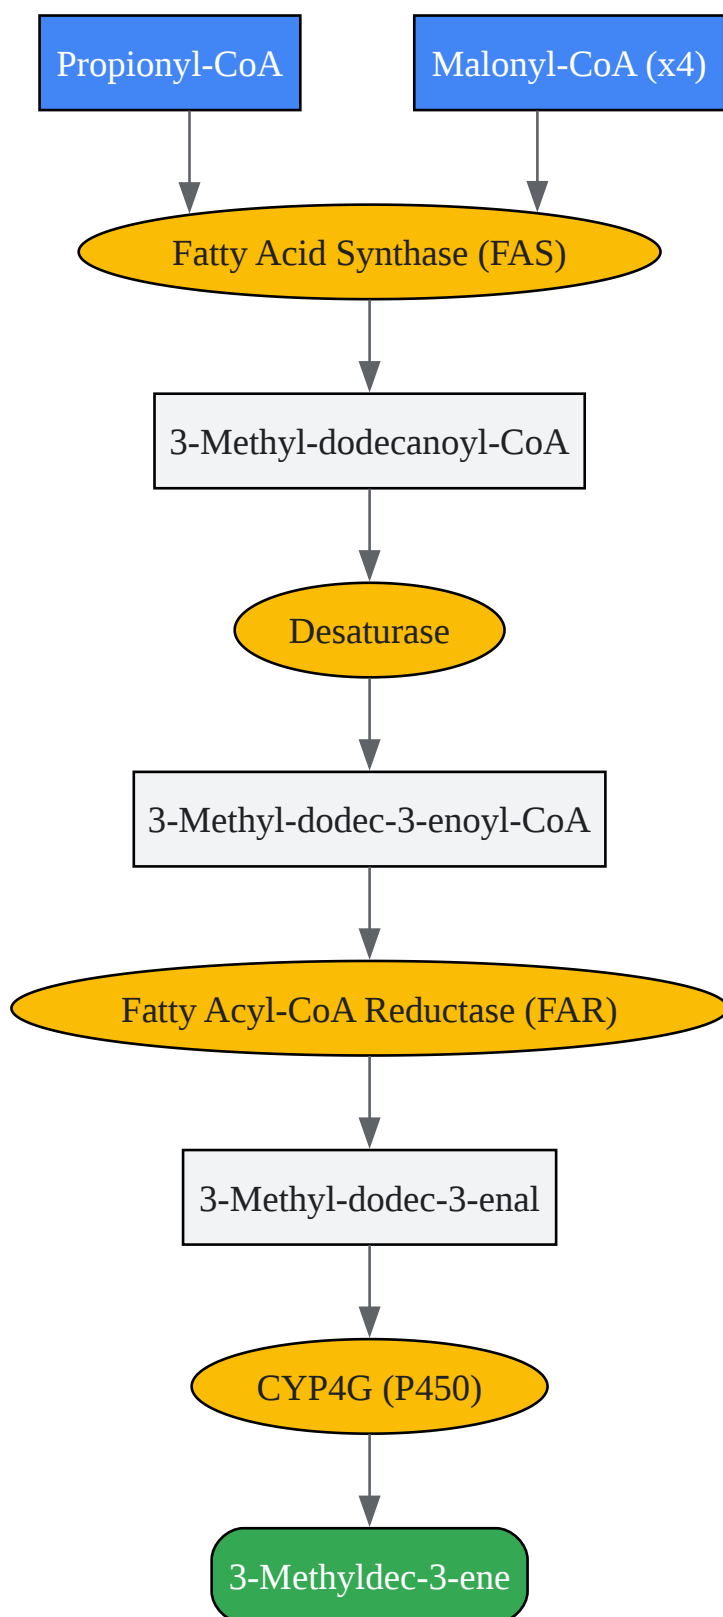 Propionyl-CoA
Malonyl-CoA (x4)
Fatty Acid Synthase (FAS)
3-Methyl-dodecanoyl-CoA
Desaturase
3-Methyl-dodec-3-enoyl-CoA
Fatty Acyl-CoA Reductase (FAR)
3-Methyl-dodec-3-enal
CYP4G (P450)
3-Methyldec-3-ene